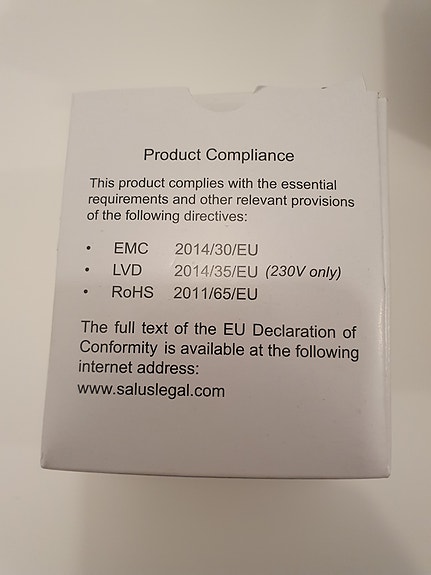 Product Compliance
This product complies with the essential
requirements and other relevant provisions
of the following directives:
• EMC 2014/30/EU
• LVD 2014/35/EU (230V only)
• RoHS 2011/65/EU
The full text of the EU Declaration of
Conformity is available at the following
internet address:
www.saluslegal.com